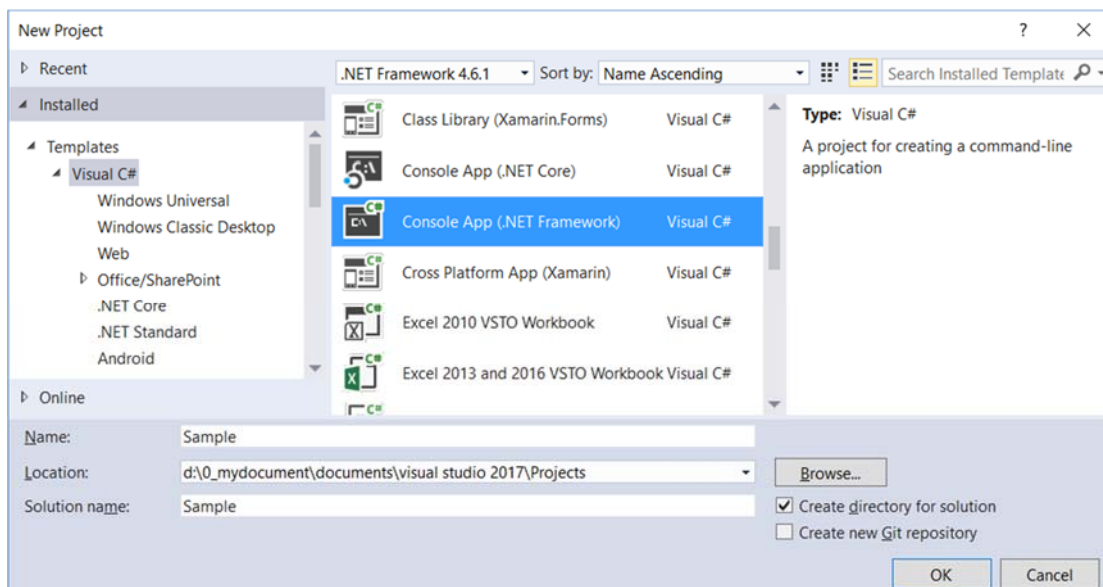 New Project
?
Recent
.NET Framework 4.6.1 Sort by: Name Ascending
Search Installed Template
Installed
Templates
Visual C#
Windows Universal
Windows Classic Desktop
Web
Office/SharePoint
.NET Core
.NET Standard
Android
Online
Class Library (Xamarin.Forms) Visual C#
Console App (.NET Core) Visual C#
Console App (.NET Framework) Visual C#
Cross Platform App (Xamarin) Visual C#
Excel 2010 VSTO Workbook Visual C#
Excel 2013 and 2016 VSTO Workbook Visual C#
Type: Visual C#
A project for creating a command-line
application
Name: Sample
Location: d:\0_mydocument\documents\visual studio 2017\Projects Browse...
Solution name: Sample
Create directory for solution
Create new Git repository
OK Cancel